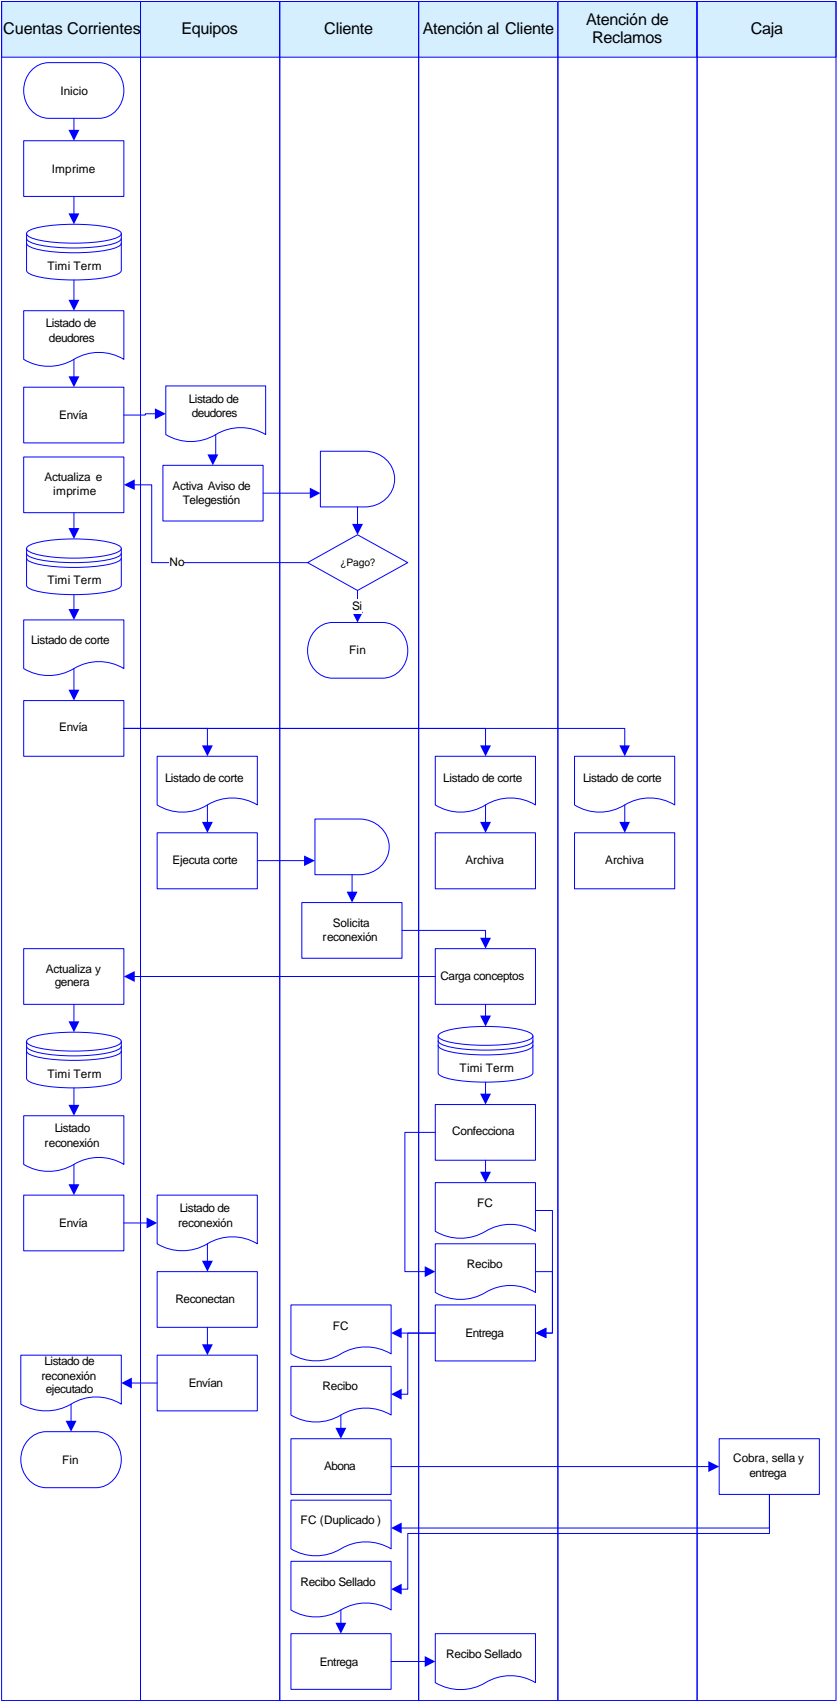 Cuentas Corrientes
Equipos
Cliente
Atención al Cliente
Atención de
Reclamos
Caja
Inicio
Imprime
Timi Term
Listado de
deudores
Envía
Listado de
deudores
Actualiza e
imprime
Activa Aviso de
Telegestión
No
¿Pago?
Timi Term
Si
Listado de corte
Fin
Envía
Listado de corte
Listado de corte
Listado de corte
Ejecuta corte
Archiva
Archiva
Solicita
reconexión
Actualiza y
genera
Carga conceptos
Timi Term
Timi Term
Listado
reconexión
Confecciona
Envía
Listado de
reconexión
FC
Recibo
Reconectan
FC
Entrega
Listado de
reconexión
ejecutado
Envían
Recibo
Fin
Abona
Cobra, sella y
entrega
FC (Duplicado )
Recibo Sellado
Entrega
Recibo Sellado